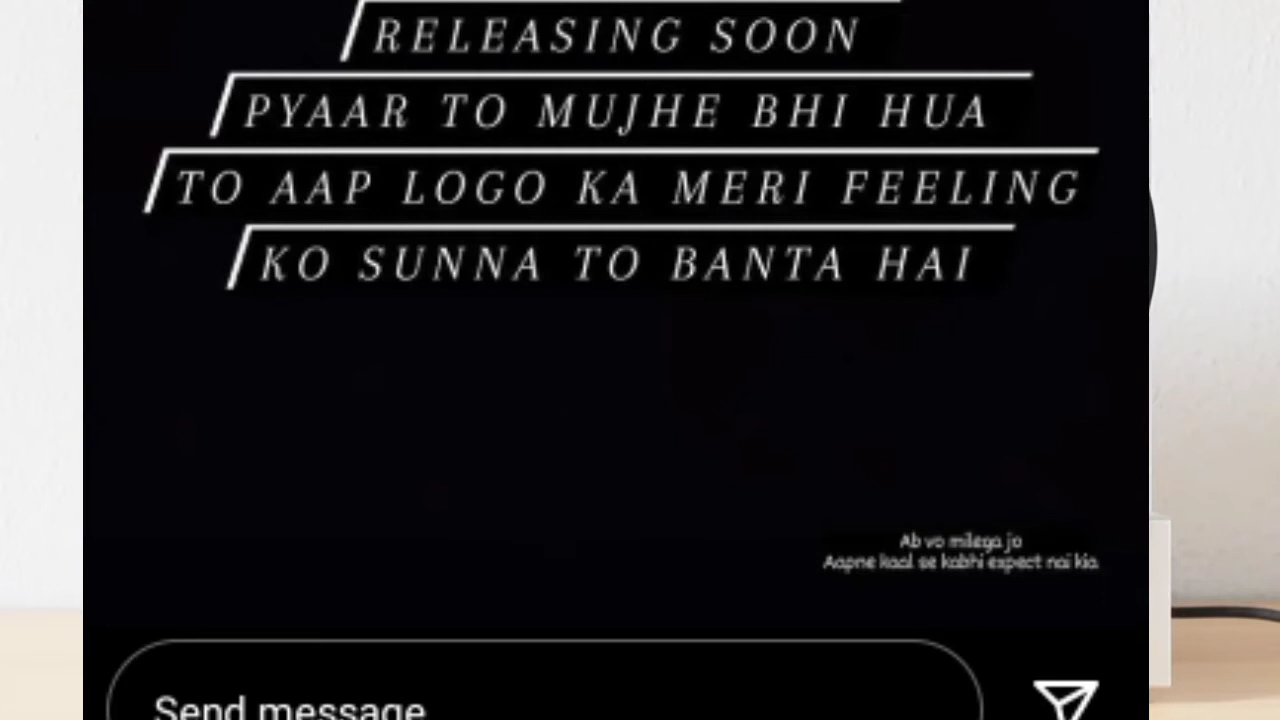 RELEASING SOON
PYAAR TO MUJHE BHI HUA
TO AAP LOGO KA MERI FEELING
KO SUNNA TO BANTA HAI
Ab vo milega jo
Aapne kaal se kabhi expect nai kia
Send message